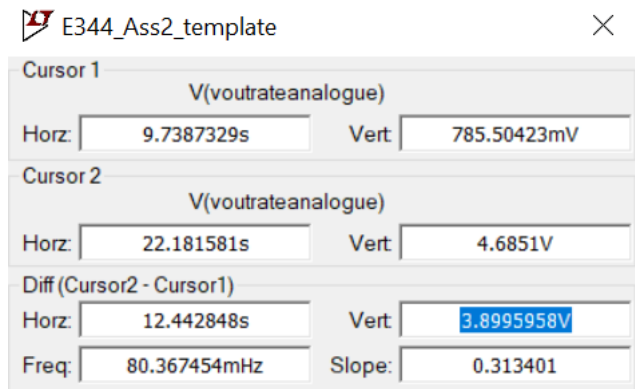 E344_Ass2_template
Cursor 1
V(voutrateanalogue)
Horz: 9.7387329s Vert 785.50423mV
Cursor 2
V(voutrateanalogue)
Horz: 22.181581s Vert 4.6851V
Diff (Cursor2 - Cursor1)
Horz: 12.442848s Vert 3.8995958V
Freq: 80.367454mHz Slope: 0.313401